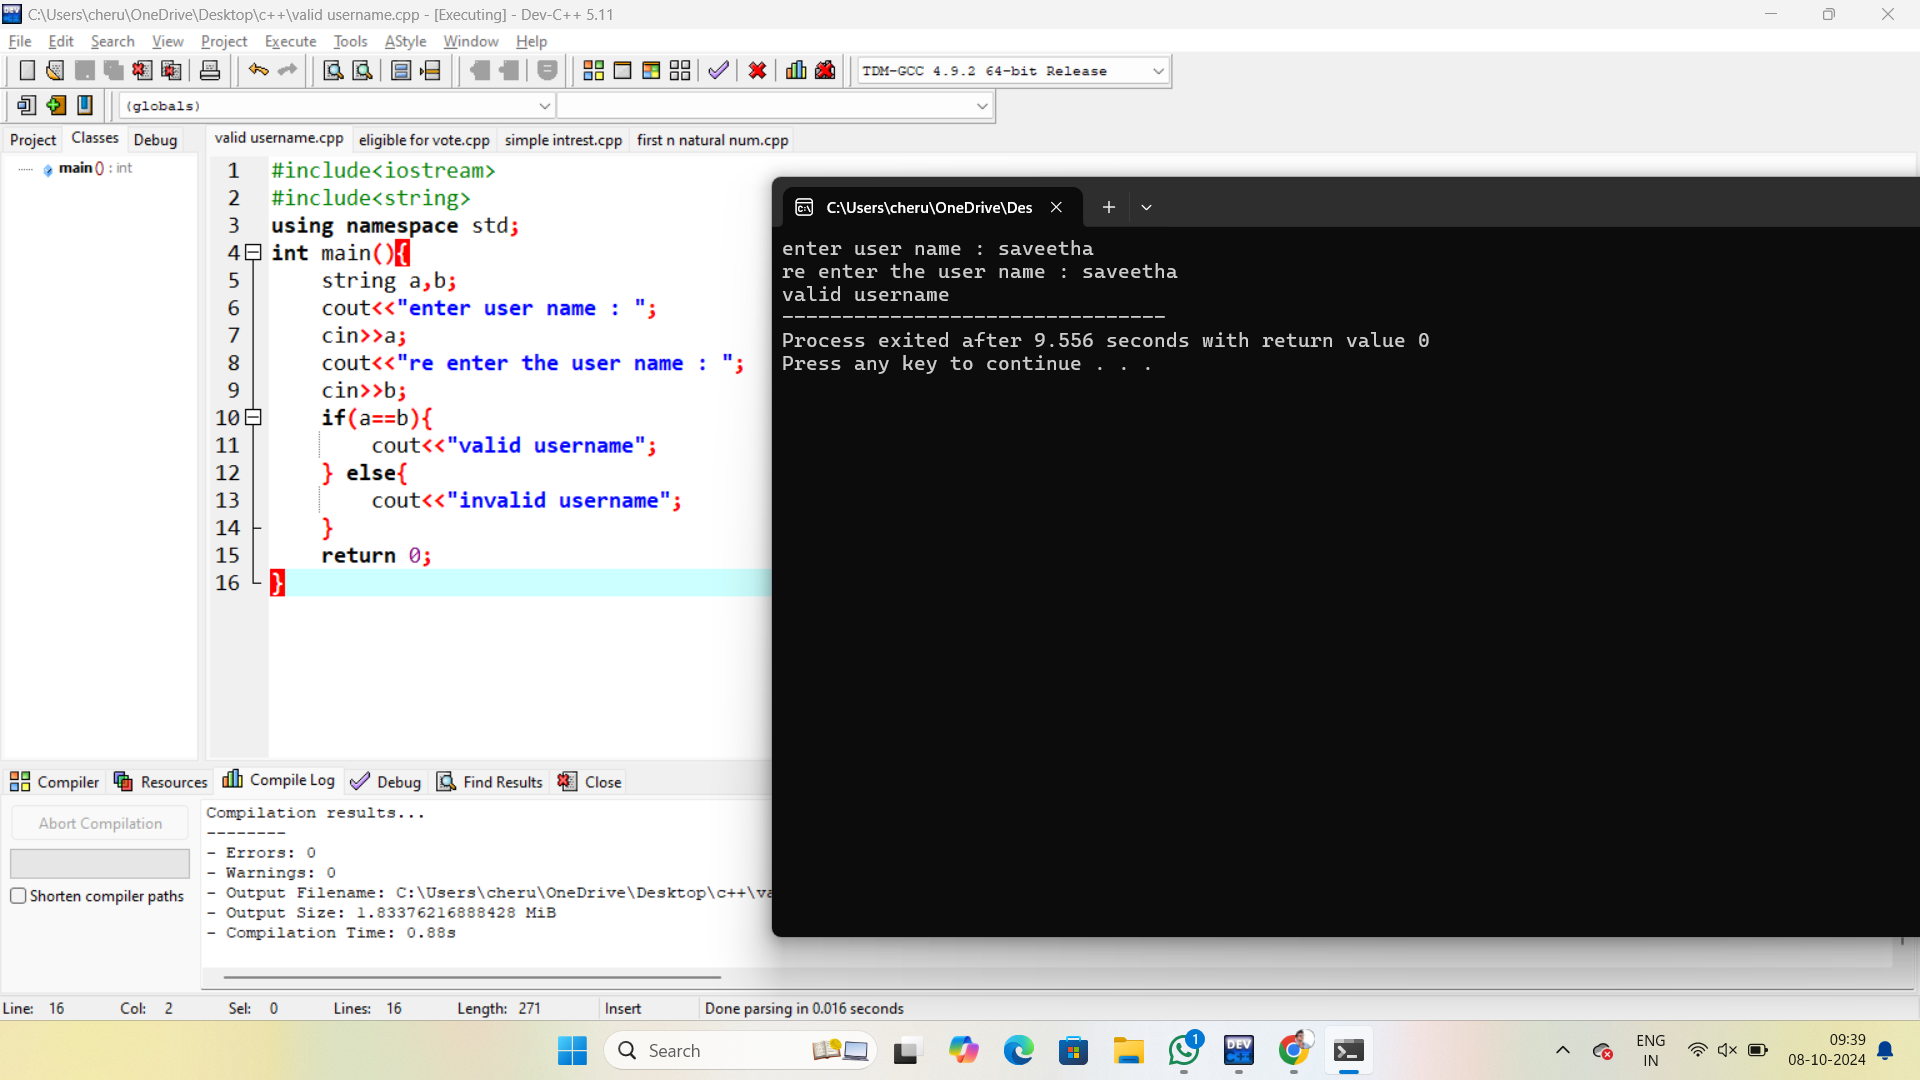 C:\Users\cheru\OneDrive\Desktop\c++\valid username.cpp - [Executing] - Dev-C++ 5.11
File Edit Search View Project Execute Tools AStyle Window Help
TDM-GCC 4.9.2 64-bit Release
(globals)
Project Classes Debug
valid username.cpp eligible for vote.cpp simple intrest.cpp first n natural num.cpp
main () : int
1 #include<iostream>
2 #include<string>
3 using namespace std;
4 int main(){
5 string a,b;
6 cout<<"enter user name : ";
7 cin>>a;
8 cout<<"re enter the user name : ";
9 cin>>b;
10 if(a==b){
11 cout<<"valid username";
12 } else{
13 cout<<"invalid username";
14 }
15 return 0;
16 }
C:\Users\cheru\OneDrive\Des
enter user name : saveetha
re enter the user name : saveetha
valid username
--------------------------------
Process exited after 9.556 seconds with return value 0
Press any key to continue . . .
Compiler Resources Compile Log Debug Find Results Close
Abort Compilation
Shorten compiler paths
Compilation results...
--------
- Errors: 0
- Warnings: 0
- Output Filename: C:\Users\cheru\OneDrive\Desktop\c++\va
- Output Size: 1.83376216888428 MiB
- Compilation Time: 0.88s
Line: 16 Col: 2 Sel: 0 Lines: 16 Length: 271 Insert Done parsing in 0.016 seconds
Search
1
DEV
ENG
IN
09:39
08-10-2024